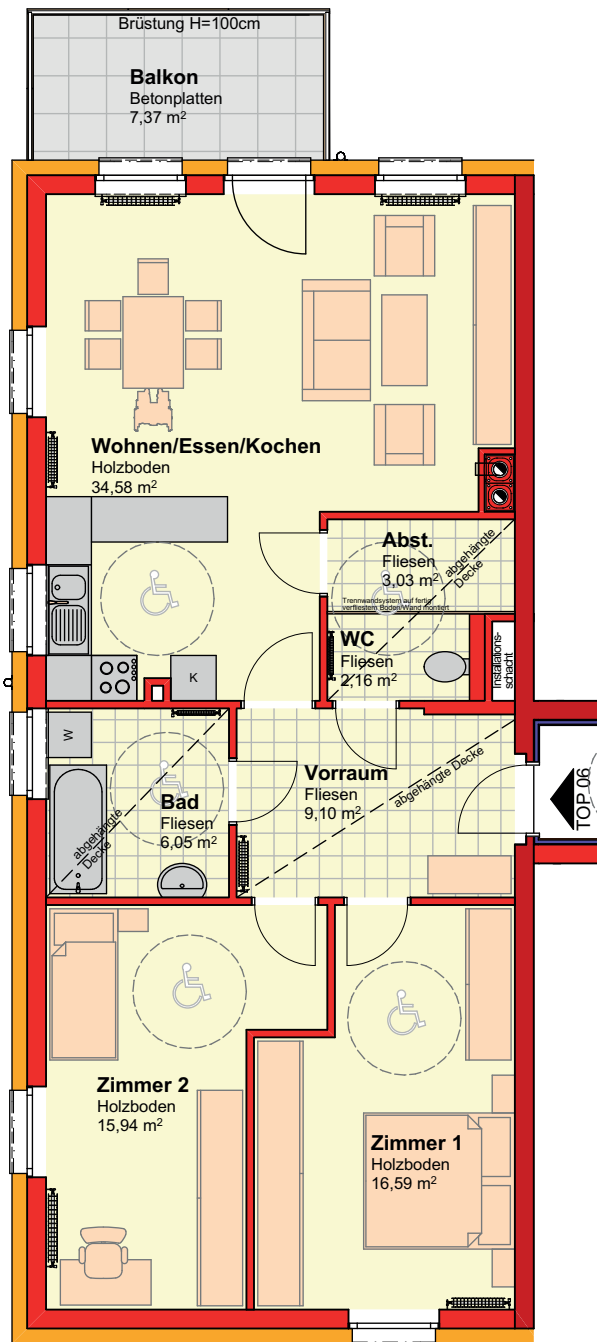 Brüstung H=100cm
Balkon
Betonplatten
7,37 m²
Wohnen/Essen/Kochen
Holzboden
34,58 m²
Abst.
Fliesen
3,03 m²
abgehängte
Decke
Trennwandsystem auf fertig
verfliestem Boden/Wand montiert
WC
Fliesen
2,16 m²
Installations-
schacht
K
W
Bad
Fliesen
6,05 m²
abgehängte
Decke
Vorraum
Fliesen
9,10 m²
abgehängte Decke
TOP 06
Zimmer 2
Holzboden
15,94 m²
Zimmer 1
Holzboden
16,59 m²